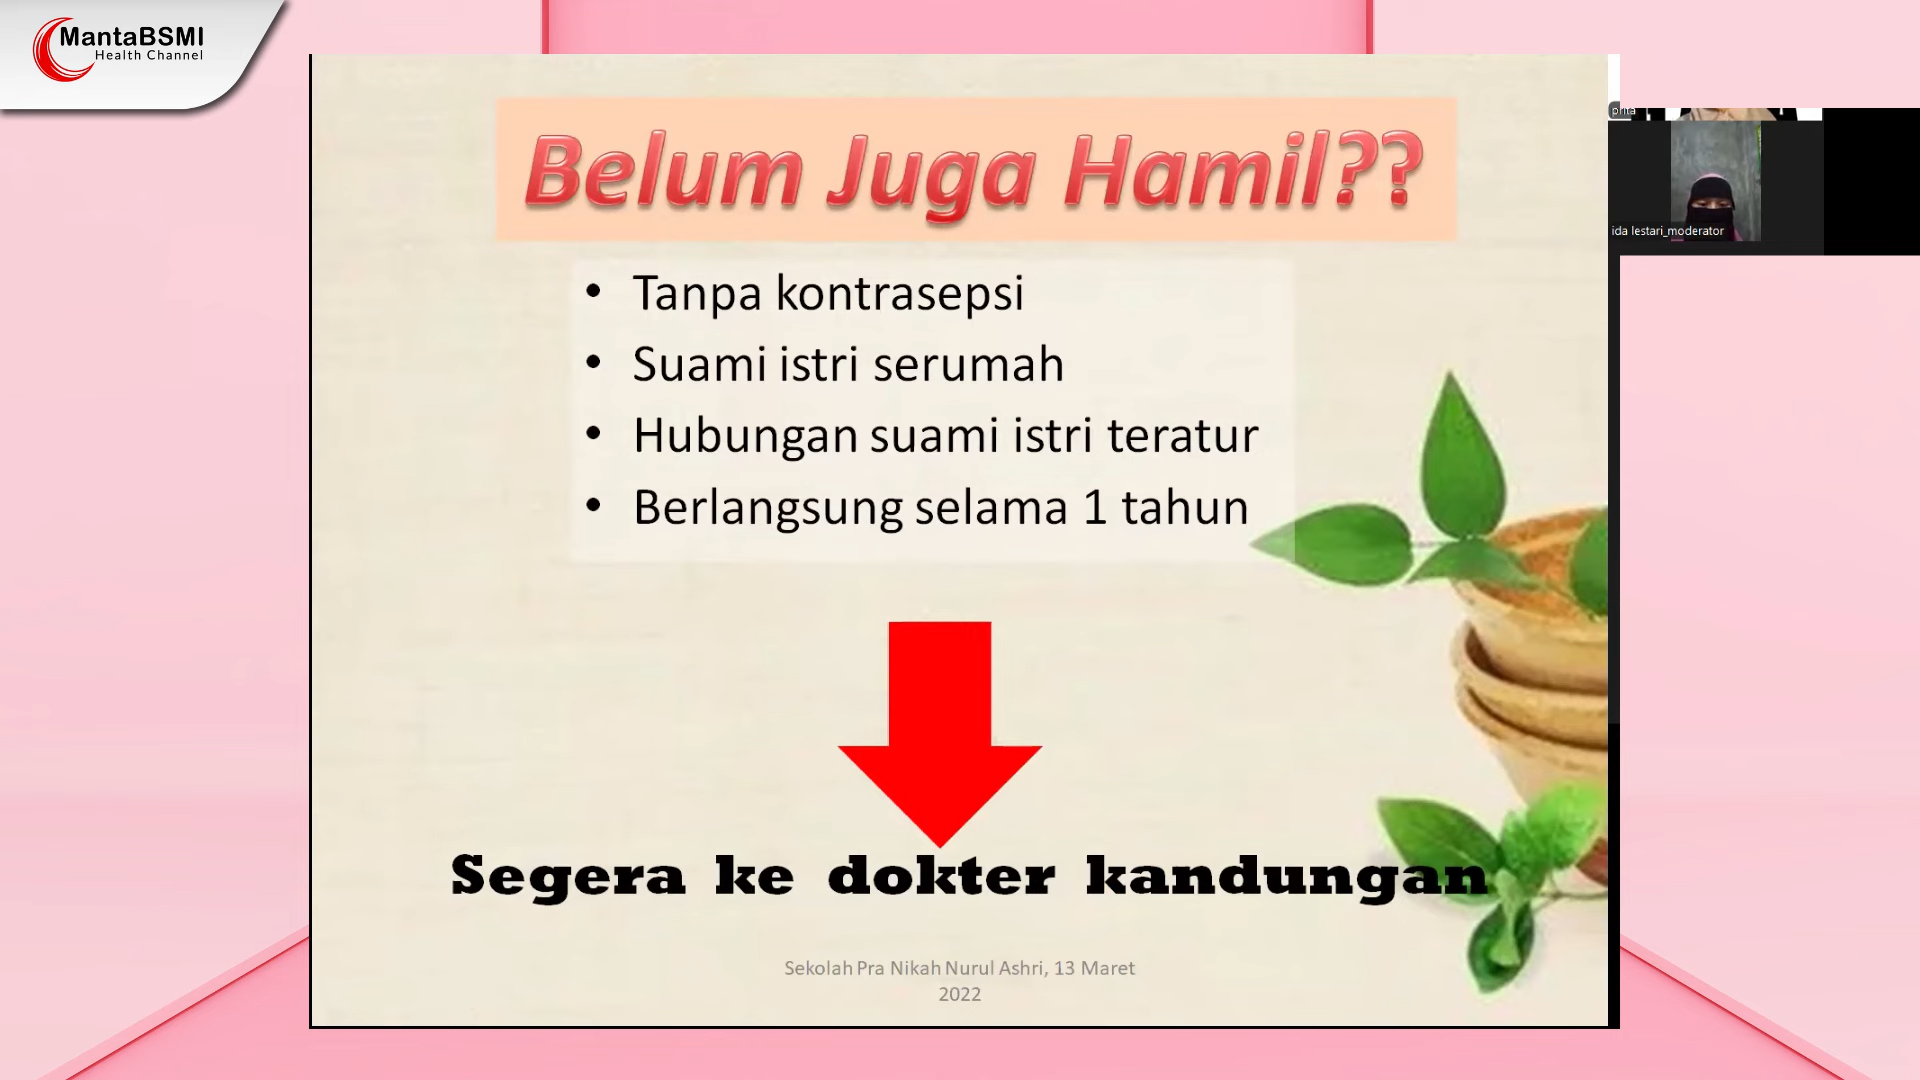 MantaBSMI
Health Channel
Belum Juga Hamil??
• Tanpa kontrasepsi
• Suami istri serumah
• Hubungan suami istri teratur
• Berlangsung selama 1 tahun
Segera ke dokter kandungan
Sekolah Pra Nikah Nurul Ashri, 13 Maret
2022
prita
ida lestari_moderator